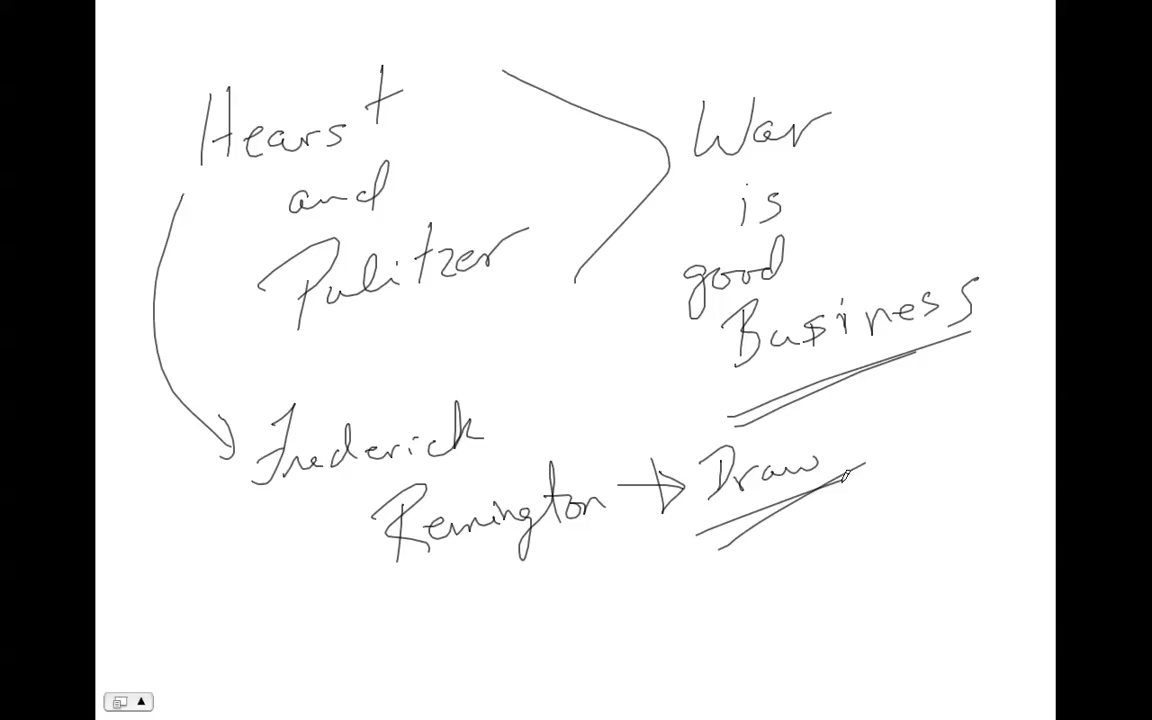 Hearst
and
Pulitzer
War
is
good
Business
Frederick
Remington → Draw